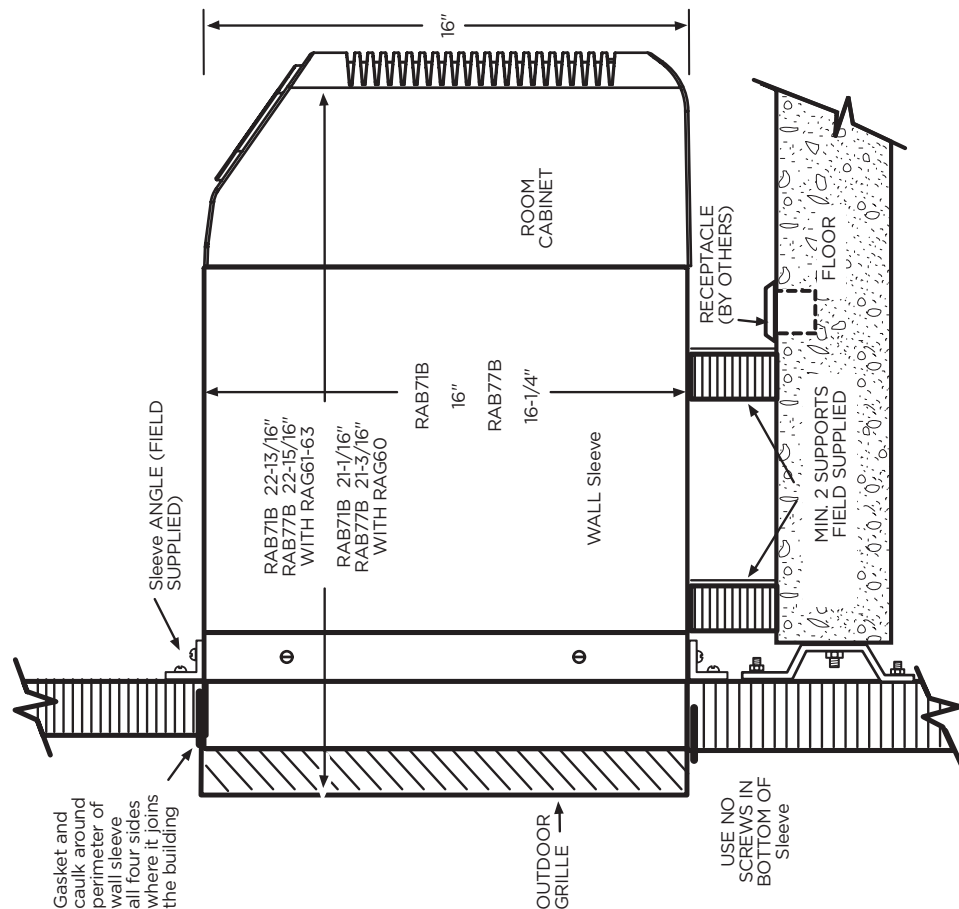 Gasket and
caulk around
perimeter of
wall sleeve
all four sides
where it joins
the building
Sleeve ANGLE (FIELD
SUPPLIED)
16"
RAB71B 22-13/16"
RAB77B 22-15/16"
WITH RAG61-63
RAB71B 21-1/16"
RAB77B 21-3/16"
WITH RAG60
RAB71B
16"
RAB77B
16-1/4"
WALL Sleeve
ROOM
CABINET
OUTDOOR
GRILLE
USE NO
SCREWS IN
BOTTOM OF
Sleeve
MIN. 2 SUPPORTS
FIELD SUPPLIED
RECEPTACLE
(BY OTHERS)
FLOOR